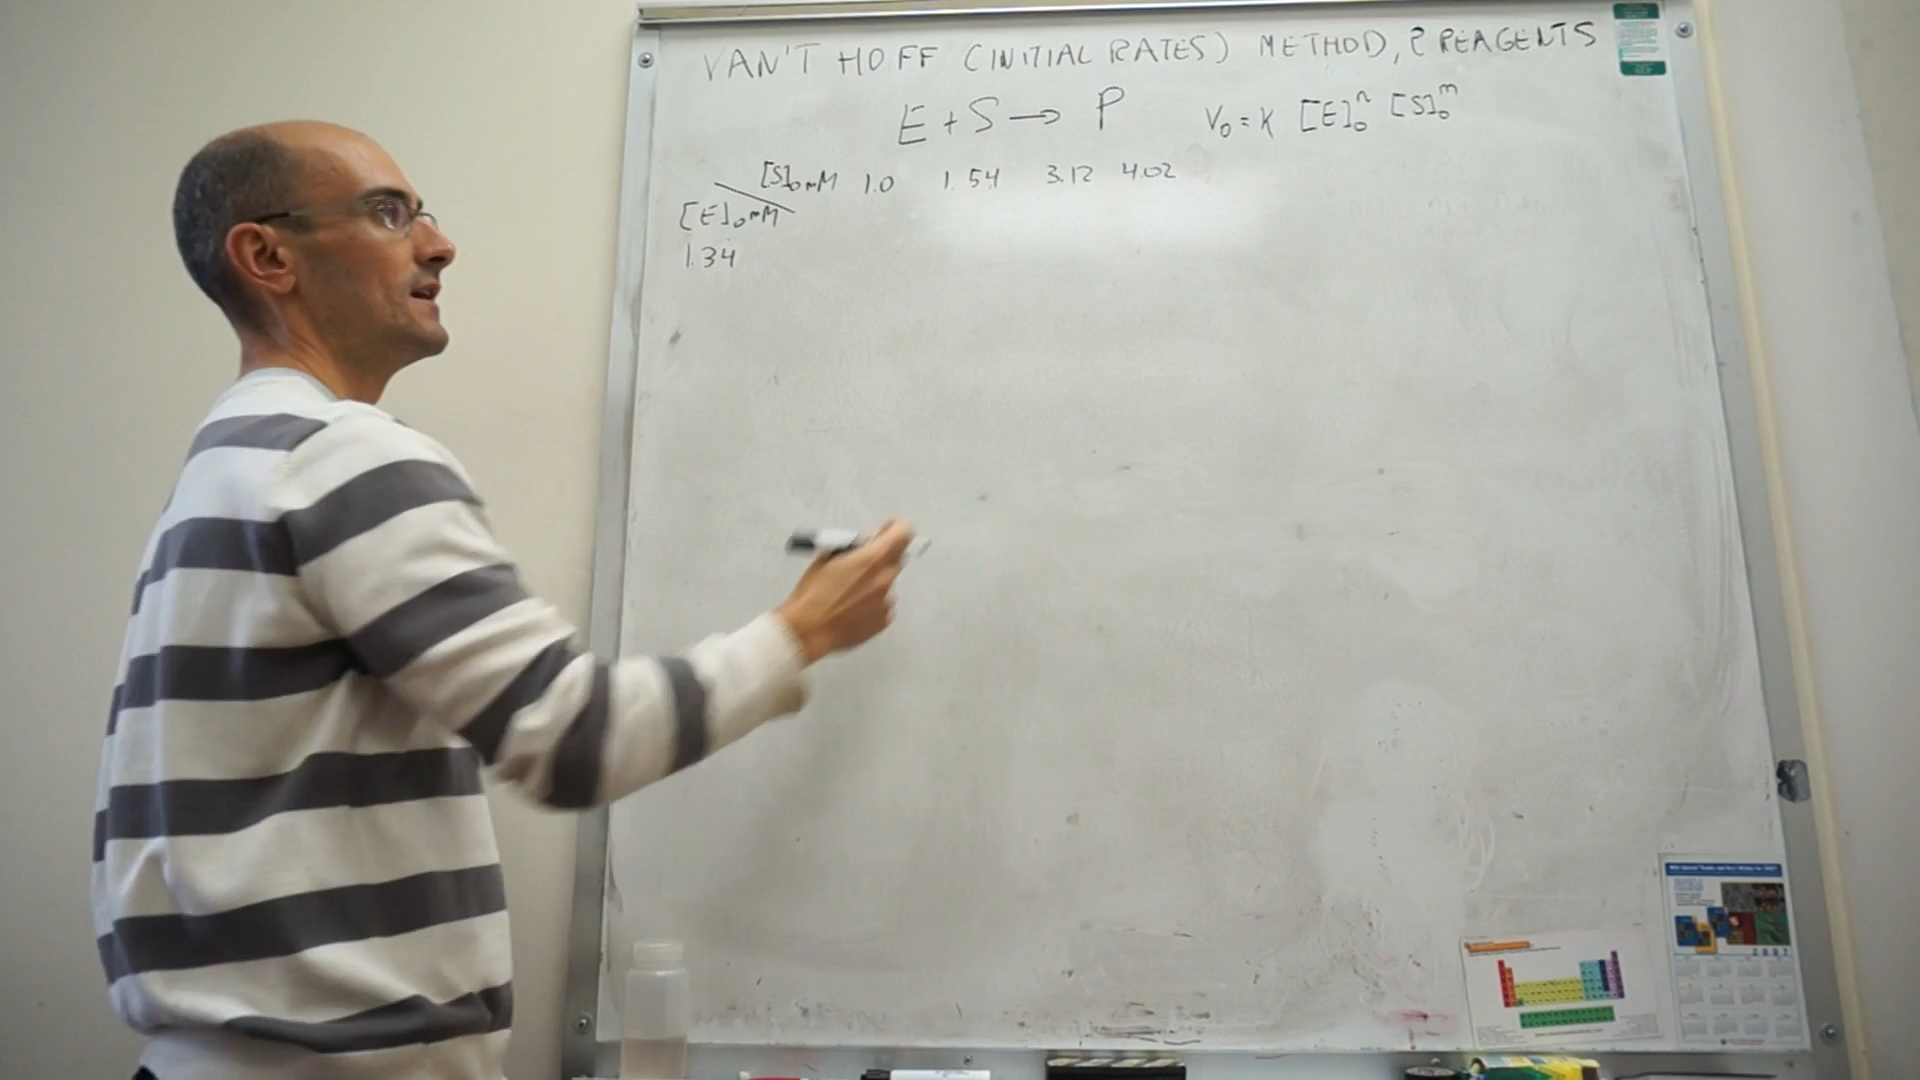 VAN'T HOFF (INITIAL RATES) METHOD, 2 REAGENTS
E + S → P V₀ = K [E]₀ⁿ [S]₀ᵐ
[S]₀ mM 1.0 1.54 3.12 4.02
[E]₀ mM
1.34